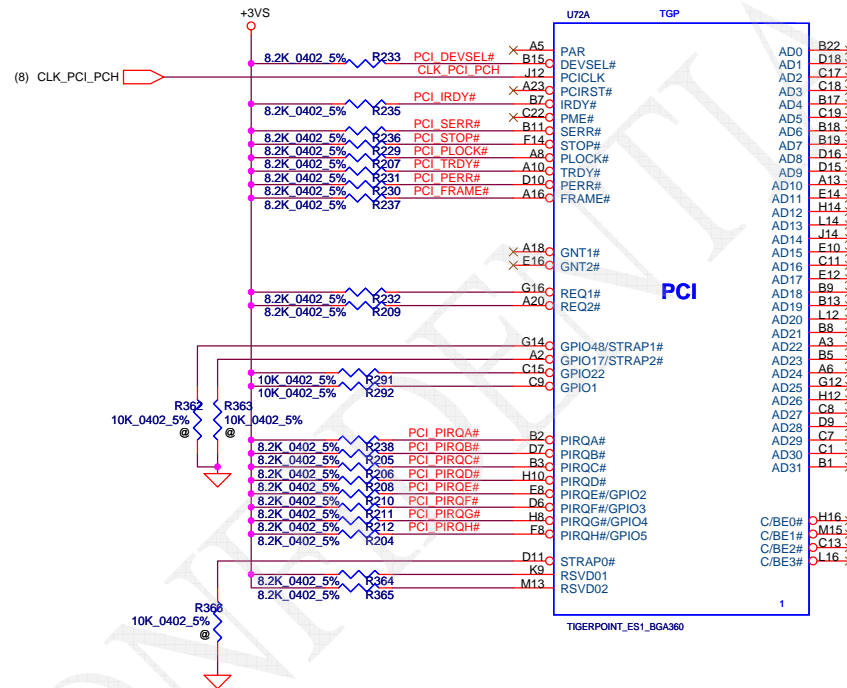 +3VS
U72A TGP
8.2K_0402_5% R233 PCI_DEVSEL#
(8) CLK_PCI_PCH CLK_PCI_PCH
8.2K_0402_5% R235 PCI_IRDY#
8.2K_0402_5% R236 PCI_SERR#
8.2K_0402_5% R229 PCI_STOP#
8.2K_0402_5% R207 PCI_PLOCK#
8.2K_0402_5% R231 PCI_TRDY#
8.2K_0402_5% R230 PCI_PERR#
8.2K_0402_5% R237 PCI_FRAME#
8.2K_0402_5% R232
8.2K_0402_5% R209
10K_0402_5% R291
10K_0402_5% R292
R362 R363
10K_0402_5% 10K_0402_5%
@ @
8.2K_0402_5% R238 PCI_PIRQA#
8.2K_0402_5% R205 PCI_PIRQB#
8.2K_0402_5% R206 PCI_PIRQC#
8.2K_0402_5% R208 PCI_PIRQD#
8.2K_0402_5% R210 PCI_PIRQE#
8.2K_0402_5% R211 PCI_PIRQF#
8.2K_0402_5% R212 PCI_PIRQG#
8.2K_0402_5% R204 PCI_PIRQH#
8.2K_0402_5% R364
8.2K_0402_5% R365
R366
10K_0402_5%
@
A5 PAR
B15 DEVSEL#
J12 PCICLK
A23 PCIRST#
B7 IRDY#
C22 PME#
B11 SERR#
F14 STOP#
A8 PLOCK#
A10 TRDY#
D10 PERR#
A16 FRAME#
A18 GNT1#
E16 GNT2#
G16 REQ1#
A20 REQ2#
G14 GPIO48/STRAP1#
A2 GPIO17/STRAP2#
C15 GPIO22
C9 GPIO1
B2 PIRQA#
D7 PIRQB#
B3 PIRQC#
H10 PIRQD#
E8 PIRQE#/GPIO2
D6 PIRQF#/GPIO3
H8 PIRQG#/GPIO4
F8 PIRQH#/GPIO5
D11 STRAP0#
K9 RSVD01
M13 RSVD02
PCI
AD0 B22
AD1 D18
AD2 C17
AD3 C18
AD4 B17
AD5 C19
AD6 B18
AD7 B19
AD8 D16
AD9 D15
AD10 A13
AD11 E14
AD12 H14
AD13 L14
AD14 J14
AD15 E10
AD16 C11
AD17 E12
AD18 B9
AD19 B13
AD20 L12
AD21 B8
AD22 A3
AD23 B5
AD24 A6
AD25 G12
AD26 H12
AD27 C8
AD28 D9
AD29 C7
AD30 C1
AD31 B1
C/BE0# H16
C/BE1# M15
C/BE2# C13
C/BE3# L16
1
TIGERPOINT_ES1_BGA360
CONFIDENTIA